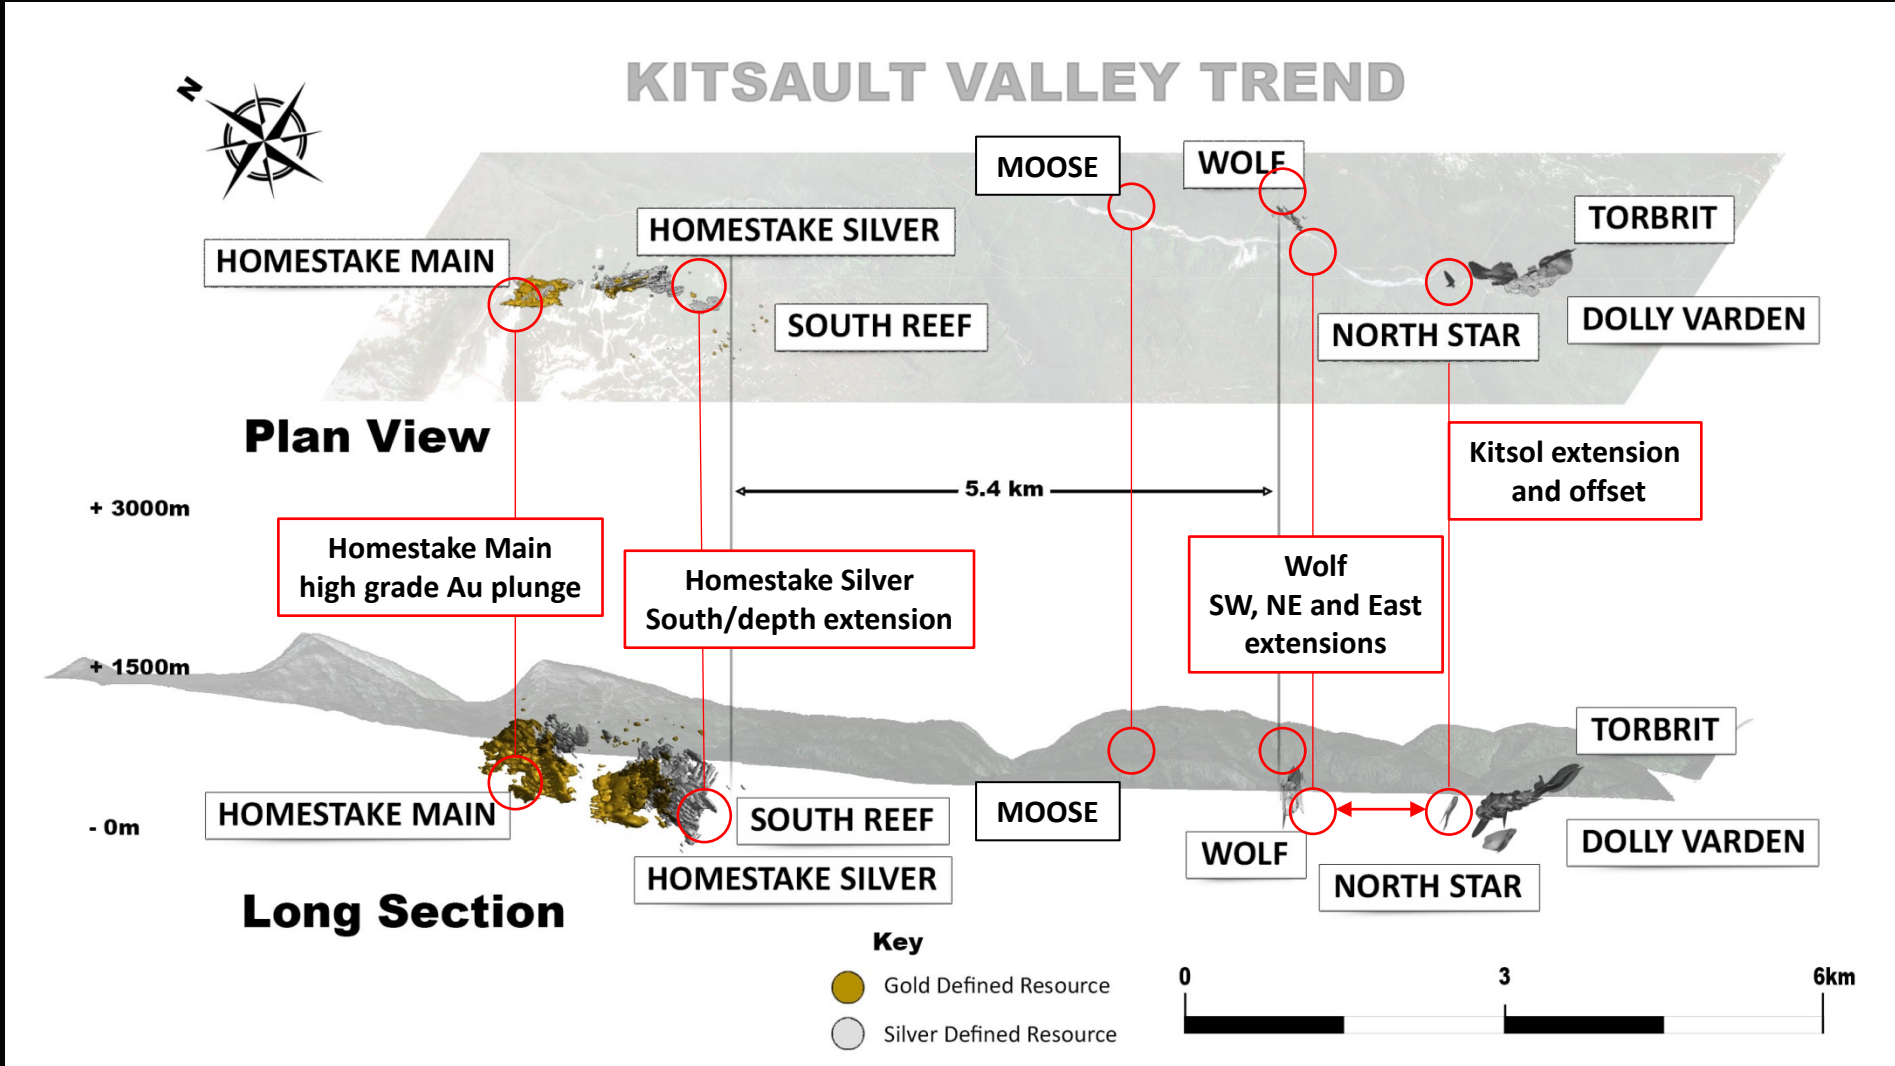 KITSAULT VALLEY TREND
N
MOOSE
WOLF
TORBRIT
HOMESTAKE SILVER
HOMESTAKE MAIN
SOUTH REEF
DOLLY VARDEN
NORTH STAR
Plan View
Kitsol extension
and offset
5.4 km
+ 3000m
Homestake Main
high grade Au plunge
Homestake Silver
South/depth extension
Wolf
SW, NE and East
extensions
+ 1500m
TORBRIT
HOMESTAKE MAIN
SOUTH REEF
MOOSE
- 0m
DOLLY VARDEN
WOLF
HOMESTAKE SILVER
NORTH STAR
Long Section
Key
Gold Defined Resource
Silver Defined Resource
0 3 6km